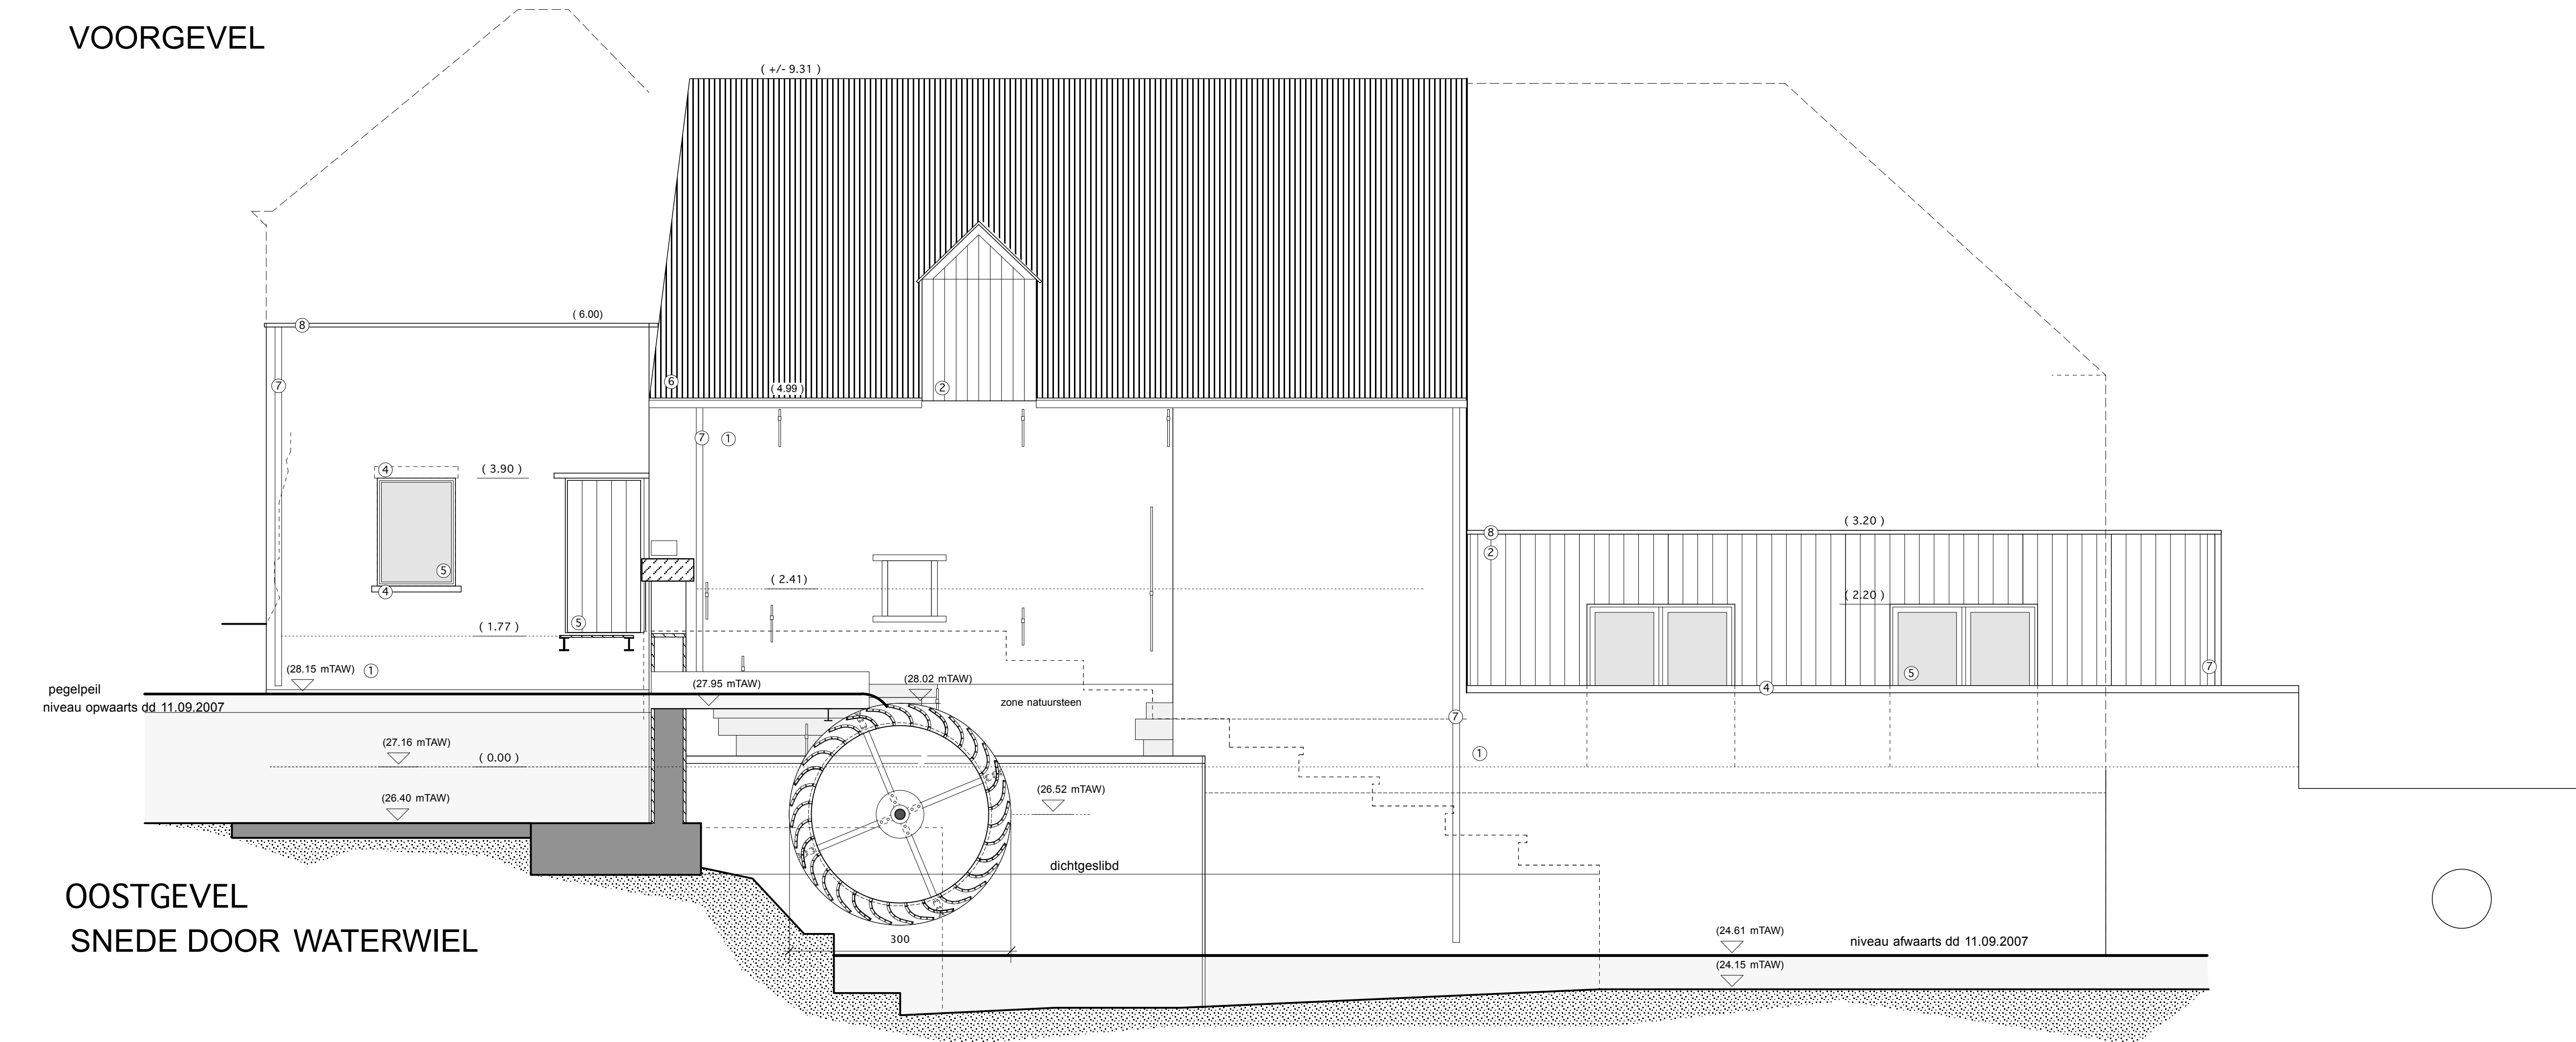 VOORGEVEL
( +/- 9.31 )
( 6.00)
8
7
6
( 4.99 )
2
7
1
4
( 3.90 )
5
4
( 3.20 )
8
2
( 2.41)
( 2.20 )
5
( 1.77 )
(28.15 mTAW)
1
5
7
4
pegelpeil
niveau opwaarts dd 11.09.2007
(27.95 mTAW)
(28.02 mTAW)
zone natuursteen
7
1
(27.16 mTAW)
( 0.00 )
(26.40 mTAW)
(26.52 mTAW)
dichtgeslibd
OOSTGEVEL
SNEDE DOOR WATERWIEL
300
(24.61 mTAW)
niveau afwaarts dd 11.09.2007
(24.15 mTAW)